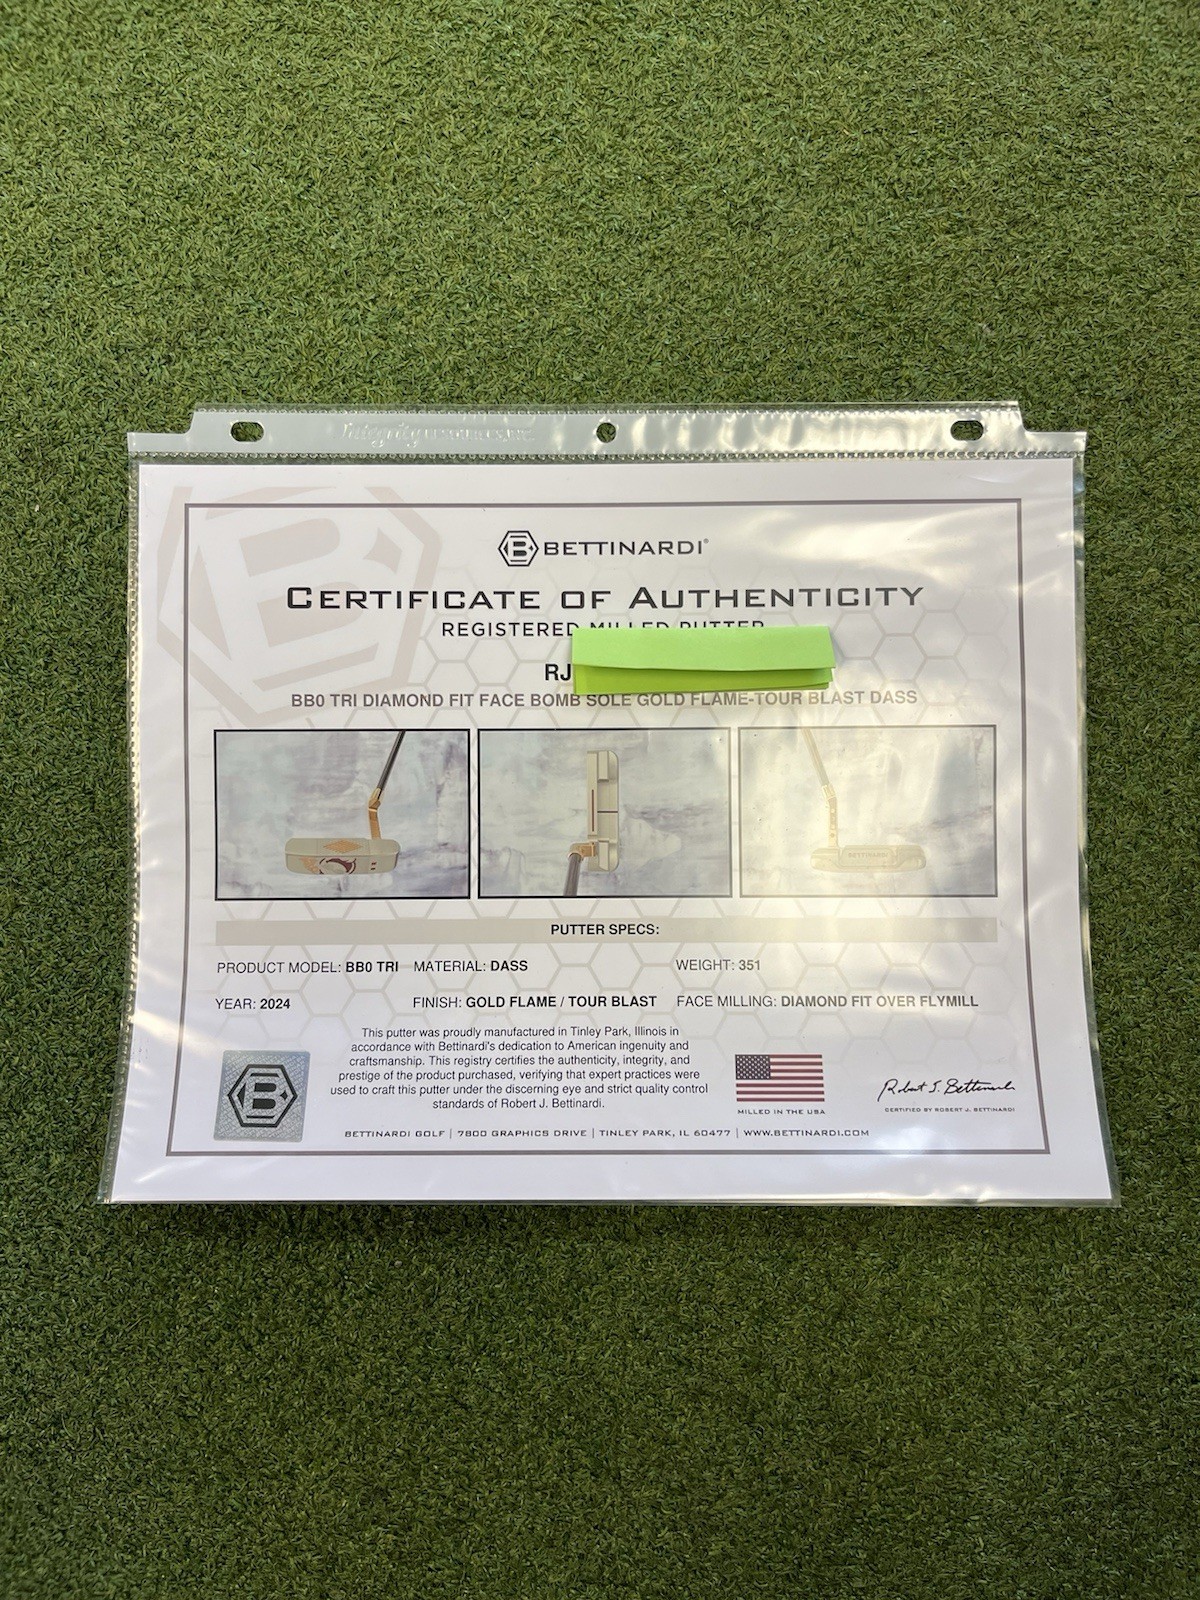 Integrity
BETTINARDI®
CERTIFICATE OF AUTHENTICITY
REGISTERED MILLED PUTTER
RJ
BB0 TRI DIAMOND FIT FACE BOMB SOLE GOLD FLAME-TOUR BLAST DASS
BETTINARDI
PUTTER SPECS:
PRODUCT MODEL: BB0 TRI MATERIAL: DASS WEIGHT: 351
YEAR: 2024 FINISH: GOLD FLAME / TOUR BLAST FACE MILLING: DIAMOND FIT OVER FLYMILL
This putter was proudly manufactured in Tinley Park, Illinois in
accordance with Bettinardi's dedication to American ingenuity and
craftsmanship. This registry certifies the authenticity, integrity, and
prestige of the product purchased, verifying that expert practices were
used to craft this putter under the discerning eye and strict quality control
standards of Robert J. Bettinardi.
B
MILLED IN THE USA
Robert J. Bettinardi
CERTIFIED BY ROBERT J. BETTINARDI
BETTINARDI GOLF | 7800 GRAPHICS DRIVE | TINLEY PARK, IL 60477 | WWW.BETTINARDI.COM